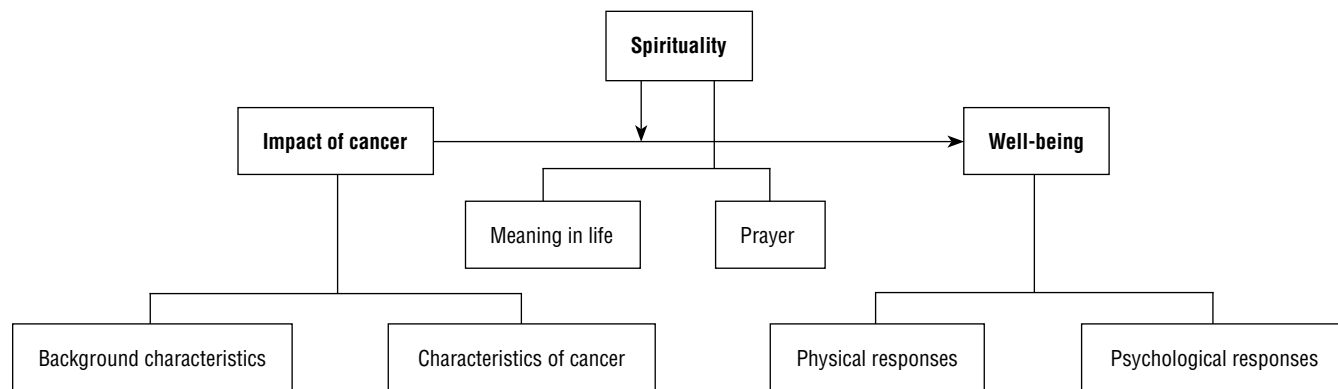 Spirituality
Impact of cancer
Well-being
Meaning in life
Prayer
Background characteristics
Characteristics of cancer
Physical responses
Psychological responses